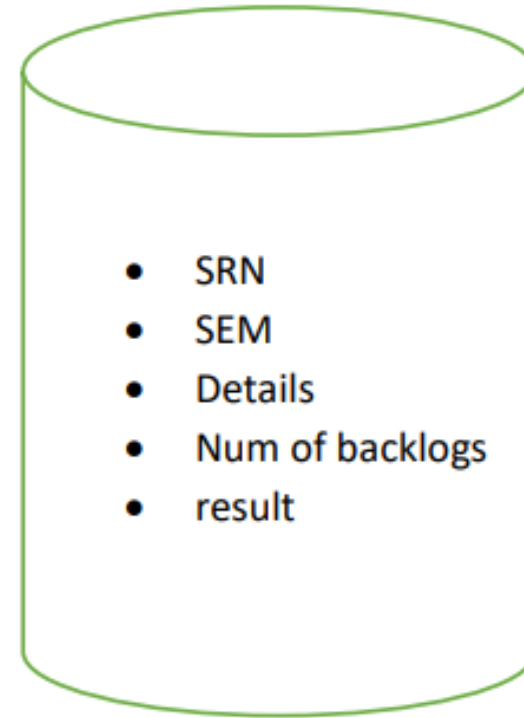 • SRN
• SEM
• Details
• Num of backlogs
• result